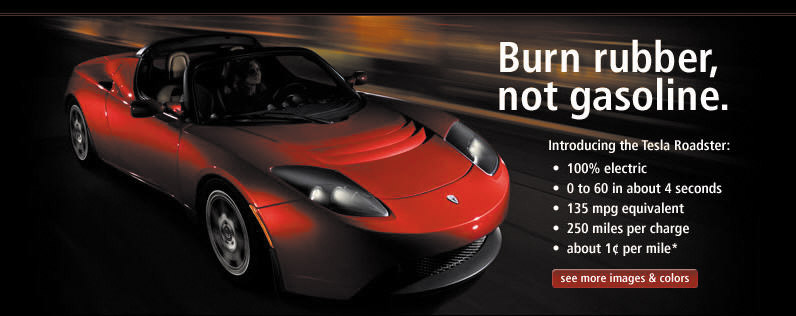 Burn rubber,
not gasoline.
Introducing the Tesla Roadster:
• 100% electric
• 0 to 60 in about 4 seconds
• 135 mpg equivalent
• 250 miles per charge
• about 1¢ per mile*
see more images & colors